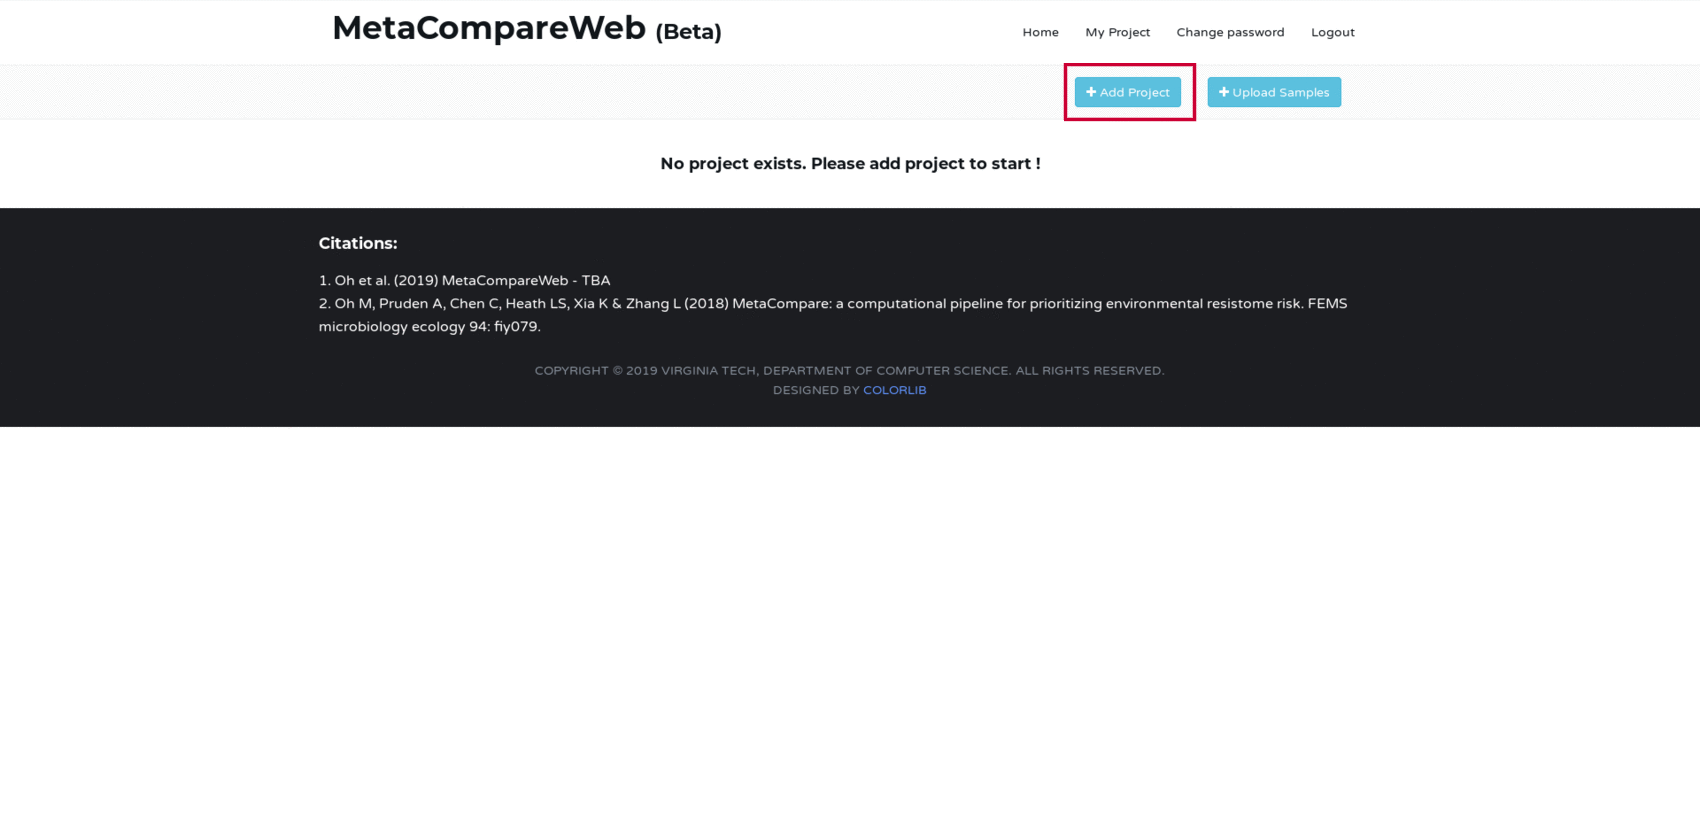 MetaCompareWeb (Beta)
Home My Project Change password Logout
Add Project Upload Samples
No project exists. Please add project to start !
Citations:
1. Oh et al. (2019) MetaCompareWeb - TBA
2. Oh M, Pruden A, Chen C, Heath LS, Xia K & Zhang L (2018) MetaCompare: a computational pipeline for prioritizing environmental resistome risk. FEMS
microbiology ecology 94: fiy079.
COPYRIGHT © 2019 VIRGINIA TECH, DEPARTMENT OF COMPUTER SCIENCE. ALL RIGHTS RESERVED.
DESIGNED BY COLORLIB